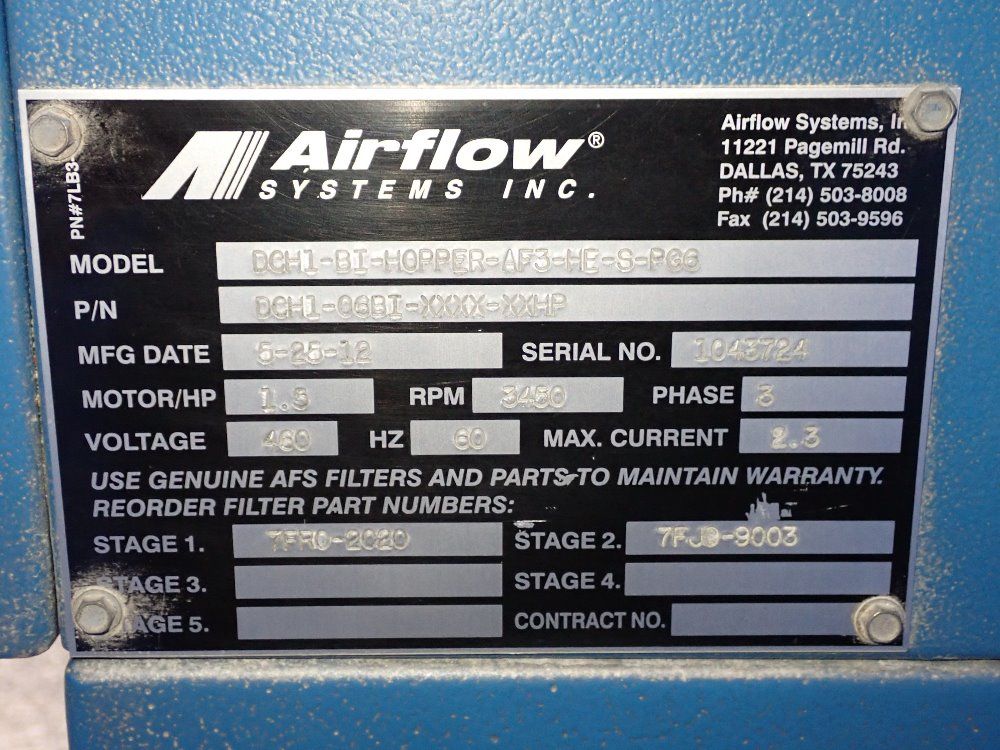 Airflow®
SYSTEMS INC.
Airflow Systems,
11221 Pagemill Rd.
DALLAS, TX 75243
Ph# (214) 503-8008
Fax (214) 503-9596
PN#7LB3-
MODEL DCH1-BI-HOPPER-AF3-HE-S-PG6
P/N DCH1-06BI-XXXX-XXHP
MFG DATE 5-25-12 SERIAL NO. 1043724
MOTOR/HP 1.5 RPM 3450 PHASE 3
VOLTAGE 460 HZ 60 MAX. CURRENT 2.3
USE GENUINE AFS FILTERS AND PARTS TO MAINTAIN WARRANTY.
REORDER FILTER PART NUMBERS:
STAGE 1. 7FR0-2020 STAGE 2. 7FJ0-9003
STAGE 3. STAGE 4.
5. CONTRACT NO.